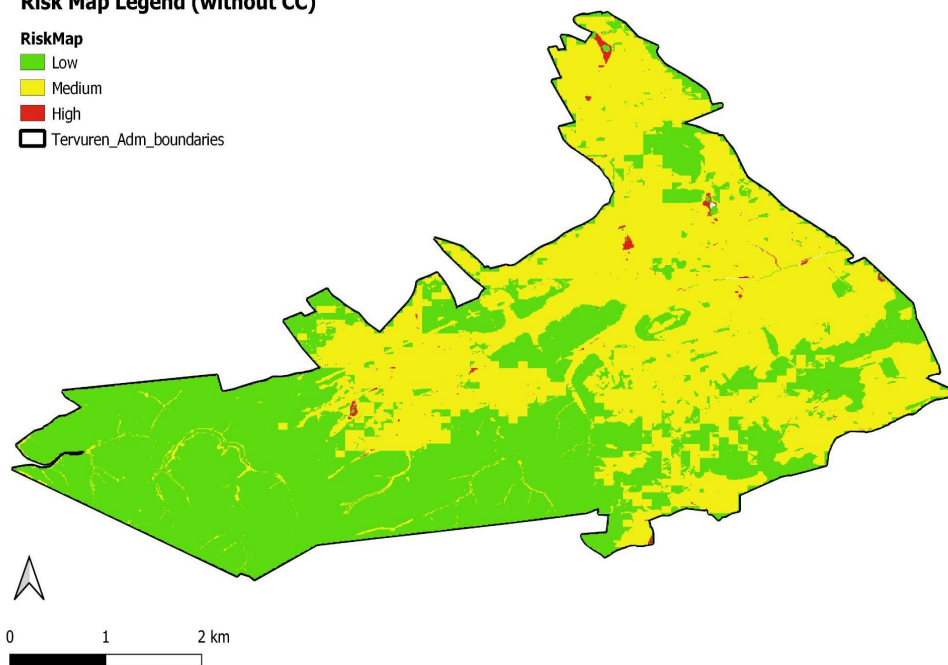 Risk Map Legend (without CC)
RiskMap
Low
Medium
High
Tervuren_Adm_boundaries
0 1 2 km